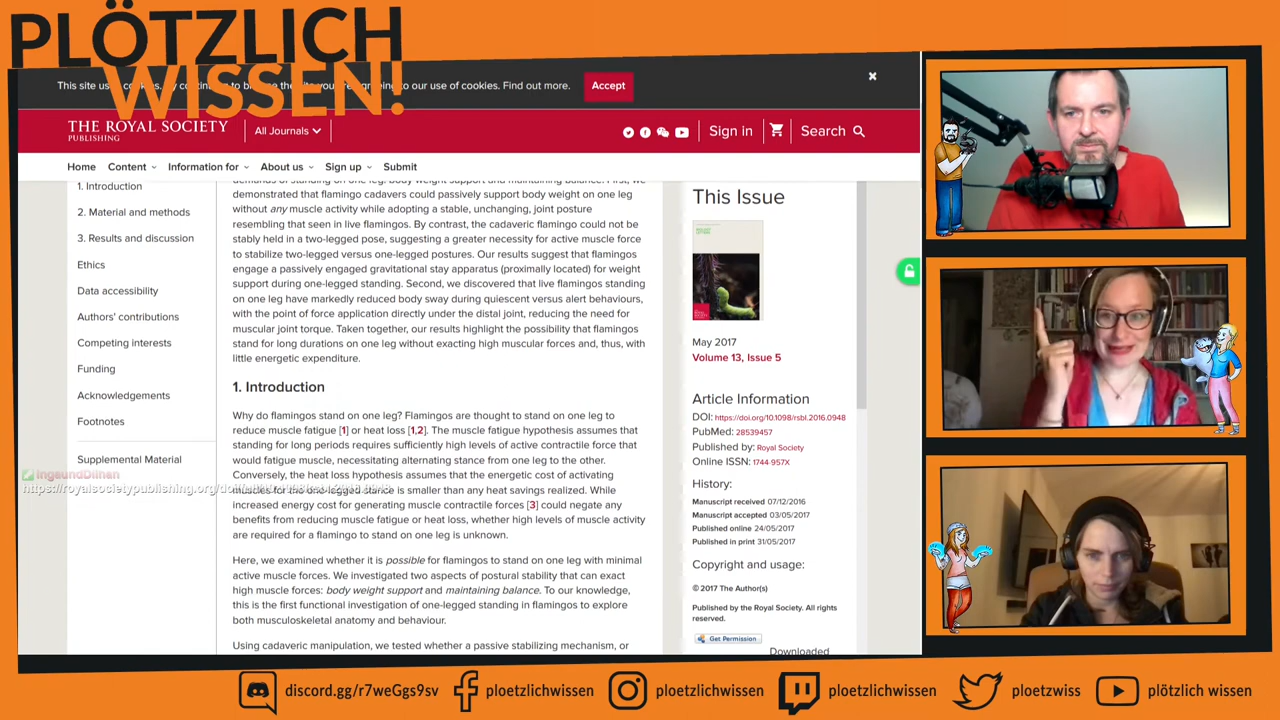 PLÖTZLICH
WISSEN!
This site uses cookies. By continuing to browse the site you are agreeing to our use of cookies. Find out more.
Accept
THE ROYAL SOCIETY
PUBLISHING
All Journals
Sign in
Search
Home
Content
Information for
About us
Sign up
Submit
1. Introduction
2. Material and methods
3. Results and discussion
Ethics
Data accessibility
Authors' contributions
Competing interests
Funding
Acknowledgements
Footnotes
Supplemental Material
IngaundDilhan
demonstrated that flamingo cadavers could passively support body weight on one leg
without any muscle activity while adopting a stable, unchanging, joint posture
resembling that seen in live flamingos. By contrast, the cadaveric flamingo could not be
stably held in a two-legged pose, suggesting a greater necessity for active muscle force
to stabilize two-legged versus one-legged postures. Our results suggest that flamingos
engage a passively engaged gravitational stay apparatus (proximally located) for weight
support during one-legged standing. Second, we discovered that live flamingos standing
on one leg have markedly reduced body sway during quiescent versus alert behaviours,
with the point of force application directly under the distal joint, reducing the need for
muscular joint torque. Taken together, our results highlight the possibility that flamingos
stand for long durations on one leg without exacting high muscular forces and, thus, with
little energetic expenditure.
1. Introduction
Why do flamingos stand on one leg? Flamingos are thought to stand on one leg to
reduce muscle fatigue [1] or heat loss [1,2]. The muscle fatigue hypothesis assumes that
standing for long periods requires sufficiently high levels of active contractile force that
would fatigue muscle, necessitating alternating stance from one leg to the other.
Conversely, the heat loss hypothesis assumes that the energetic cost of activating
muscles for the one-legged stance is smaller than any heat savings realized. While
increased energy cost for generating muscle contractile forces [3] could negate any
benefits from reducing muscle fatigue or heat loss, whether high levels of muscle activity
are required for a flamingo to stand on one leg is unknown.
Here, we examined whether it is possible for flamingos to stand on one leg with minimal
active muscle forces. We investigated two aspects of postural stability that can exact
high muscle forces: body weight support and maintaining balance. To our knowledge,
this is the first functional investigation of one-legged standing in flamingos to explore
both musculoskeletal anatomy and behaviour.
Using cadaveric manipulation, we tested whether a passive stabilizing mechanism, or
This Issue
May 2017
Volume 13, Issue 5
Article Information
DOI: https://doi.org/10.1098/rsbl.2016.0948
PubMed: 28539457
Published by: Royal Society
Online ISSN: 1744-957X
History:
Manuscript received 07/12/2016
Manuscript accepted 03/05/2017
Published online 24/05/2017
Published in print 31/05/2017
Copyright and usage:
© 2017 The Author(s)
Published by the Royal Society. All rights
reserved.
Get Permission
Downloaded
discord.gg/r7weGgs9sv
ploetzlichwissen
ploetzlichwissen
ploetzlichwissen
ploetzwiss
plötzlich wissen